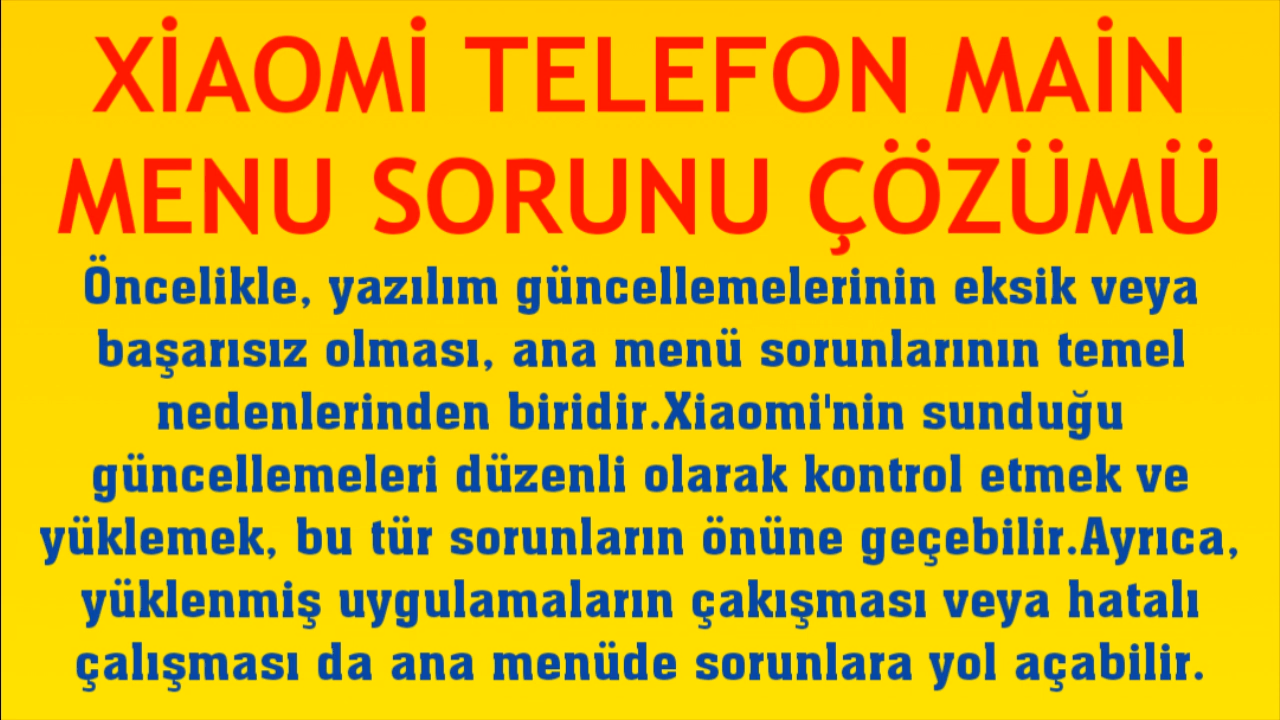 XİAOMİ TELEFON MAİN
MENU SORUNU ÇÖZÜMÜ
Öncelikle, yazılım güncellemelerinin eksik veya
başarısız olması, ana menü sorunlarının temel
nedenlerinden biridir.Xiaomi'nin sunduğu
güncellemeleri düzenli olarak kontrol etmek ve
yüklemek, bu tür sorunların önüne geçebilir.Ayrıca,
yüklenmiş uygulamaların çakışması veya hatalı
çalışması da ana menüde sorunlara yol açabilir.